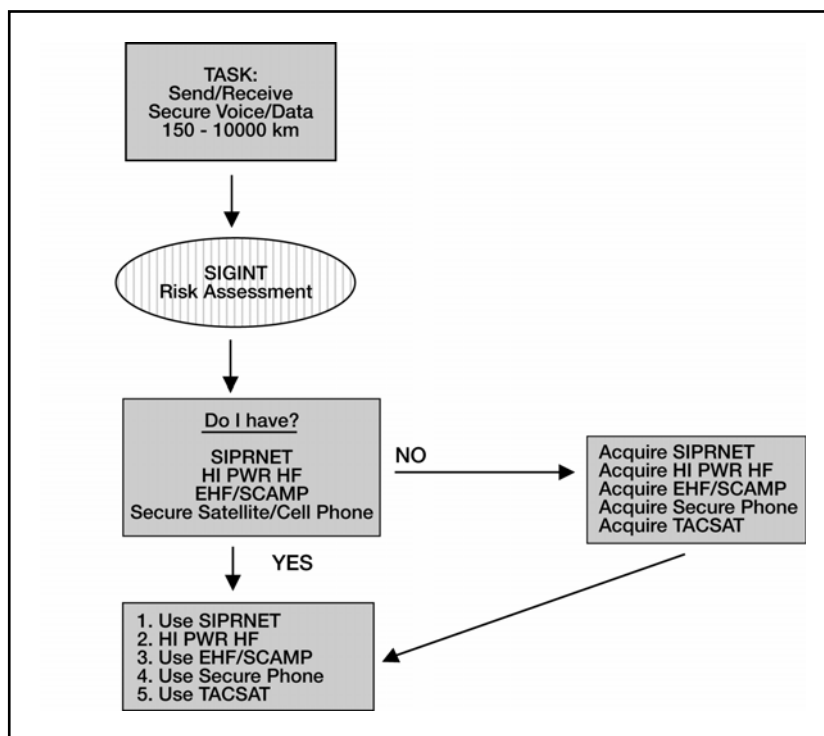 TASK:
Send/Receive
Secure Voice/Data
150 - 10000 km
SIGINT
Risk Assessment
Do I have?
SIPRNET
HI PWR HF
EHF/SCAMP
Secure Satellite/Cell Phone
NO
Acquire SIPRNET
Acquire HI PWR HF
Acquire EHF/SCAMP
Acquire Secure Phone
Acquire TACSAT
YES
1. Use SIPRNET
2. HI PWR HF
3. Use EHF/SCAMP
4. Use Secure Phone
5. Use TACSAT